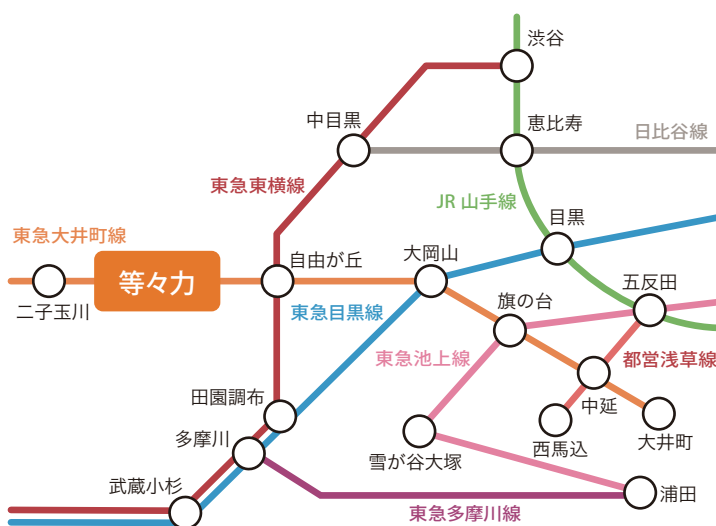 渋谷
中目黒
恵比寿
日比谷線
東急東横線
JR 山手線
東急大井町線
目黒
等々力
自由が丘
大岡山
五反田
二子玉川
東急目黒線
旗の台
東急池上線
都営浅草線
田園調布
中延
多摩川
西馬込
大井町
雪が谷大塚
武蔵小杉
浦田
東急多摩川線